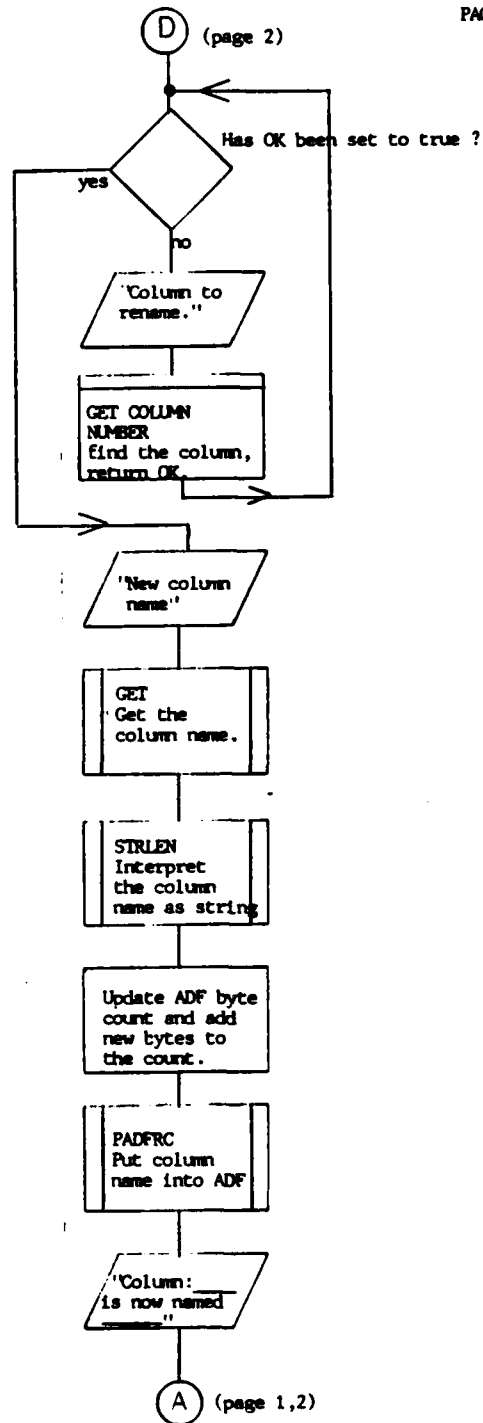 D (page 2)
Has OK been set to true ?
yes
no
"Column to
rename."
GET COLUMN
NUMBER
find the column,
return OK.
"New column
name"
GET
Get the
column name.
STRLEN
Interpret
the column
name as string
Update ADF byte
count and add
new bytes to
the count.
PADFRC
Put column
name into ADF
"Column:____
is now named
_____"
A (page 1,2)